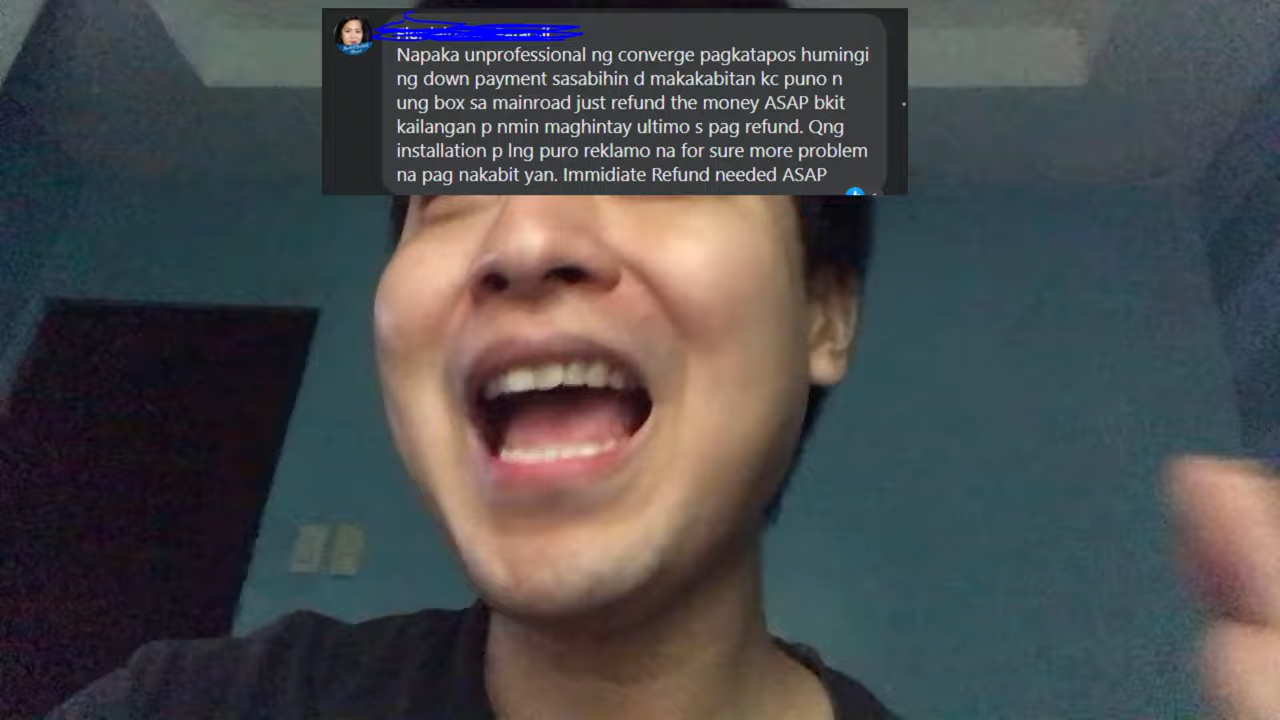 Napaka unprofessional ng converge pagkatapos humingi
ng down payment sasabihin d makakabitan kc puno n
ung box sa mainroad just refund the money ASAP bkit
kailangan p nmin maghintay ultimo s pag refund. Qng
installation p lng puro reklamo na for sure more problem
na pag nakabit yan. Immidiate Refund needed ASAP